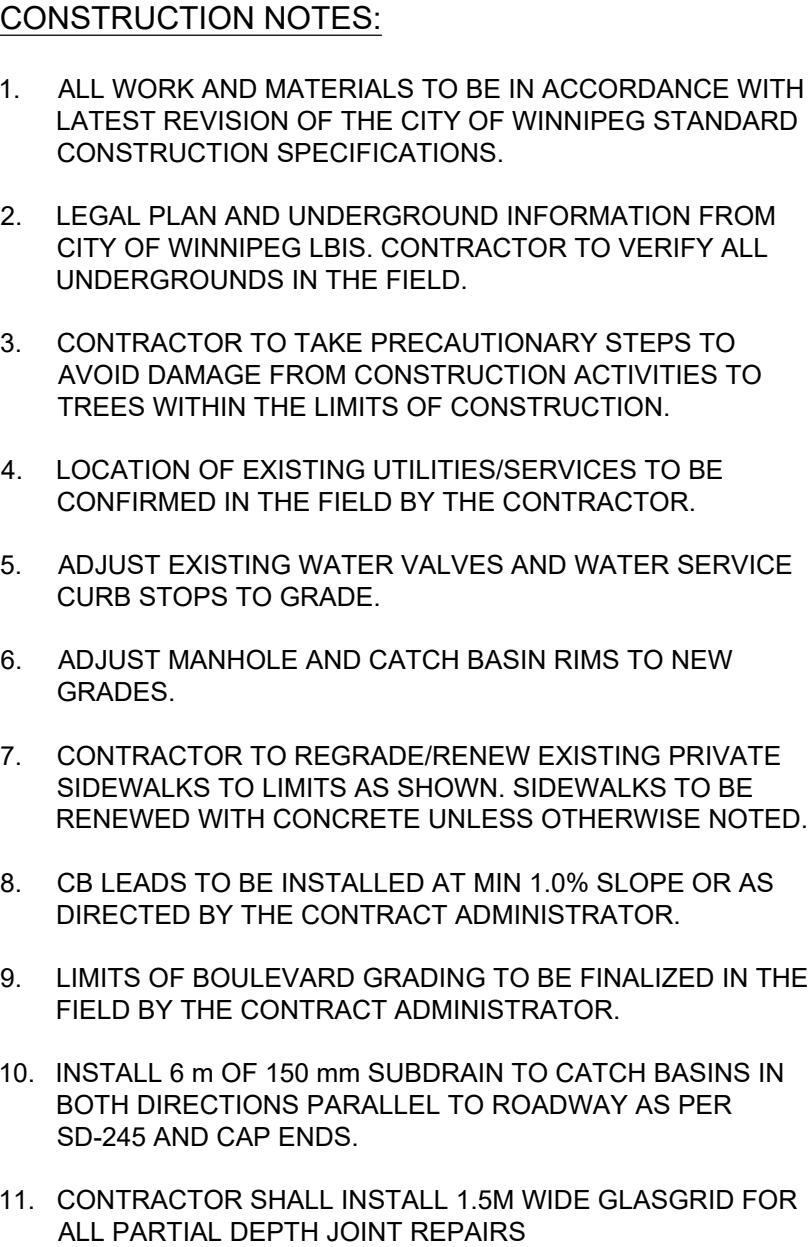 CONSTRUCTION NOTES:
1. ALL WORK AND MATERIALS TO BE IN ACCORDANCE WITH
LATEST REVISION OF THE CITY OF WINNIPEG STANDARD
CONSTRUCTION SPECIFICATIONS.
2. LEGAL PLAN AND UNDERGROUND INFORMATION FROM
CITY OF WINNIPEG LBIS. CONTRACTOR TO VERIFY ALL
UNDERGROUNDS IN THE FIELD.
3. CONTRACTOR TO TAKE PRECAUTIONARY STEPS TO
AVOID DAMAGE FROM CONSTRUCTION ACTIVITIES TO
TREES WITHIN THE LIMITS OF CONSTRUCTION.
4. LOCATION OF EXISTING UTILITIES/SERVICES TO BE
CONFIRMED IN THE FIELD BY THE CONTRACTOR.
5. ADJUST EXISTING WATER VALVES AND WATER SERVICE
CURB STOPS TO GRADE.
6. ADJUST MANHOLE AND CATCH BASIN RIMS TO NEW
GRADES.
7. CONTRACTOR TO REGRADE/RENEW EXISTING PRIVATE
SIDEWALKS TO LIMITS AS SHOWN. SIDEWALKS TO BE
RENEWED WITH CONCRETE UNLESS OTHERWISE NOTED.
8. CB LEADS TO BE INSTALLED AT MIN 1.0% SLOPE OR AS
DIRECTED BY THE CONTRACT ADMINISTRATOR.
9. LIMITS OF BOULEVARD GRADING TO BE FINALIZED IN THE
FIELD BY THE CONTRACT ADMINISTRATOR.
10. INSTALL 6 m OF 150 mm SUBDRAIN TO CATCH BASINS IN
BOTH DIRECTIONS PARALLEL TO ROADWAY AS PER
SD-245 AND CAP ENDS.
11. CONTRACTOR SHALL INSTALL 1.5M WIDE GLASGRID FOR
ALL PARTIAL DEPTH JOINT REPAIRS